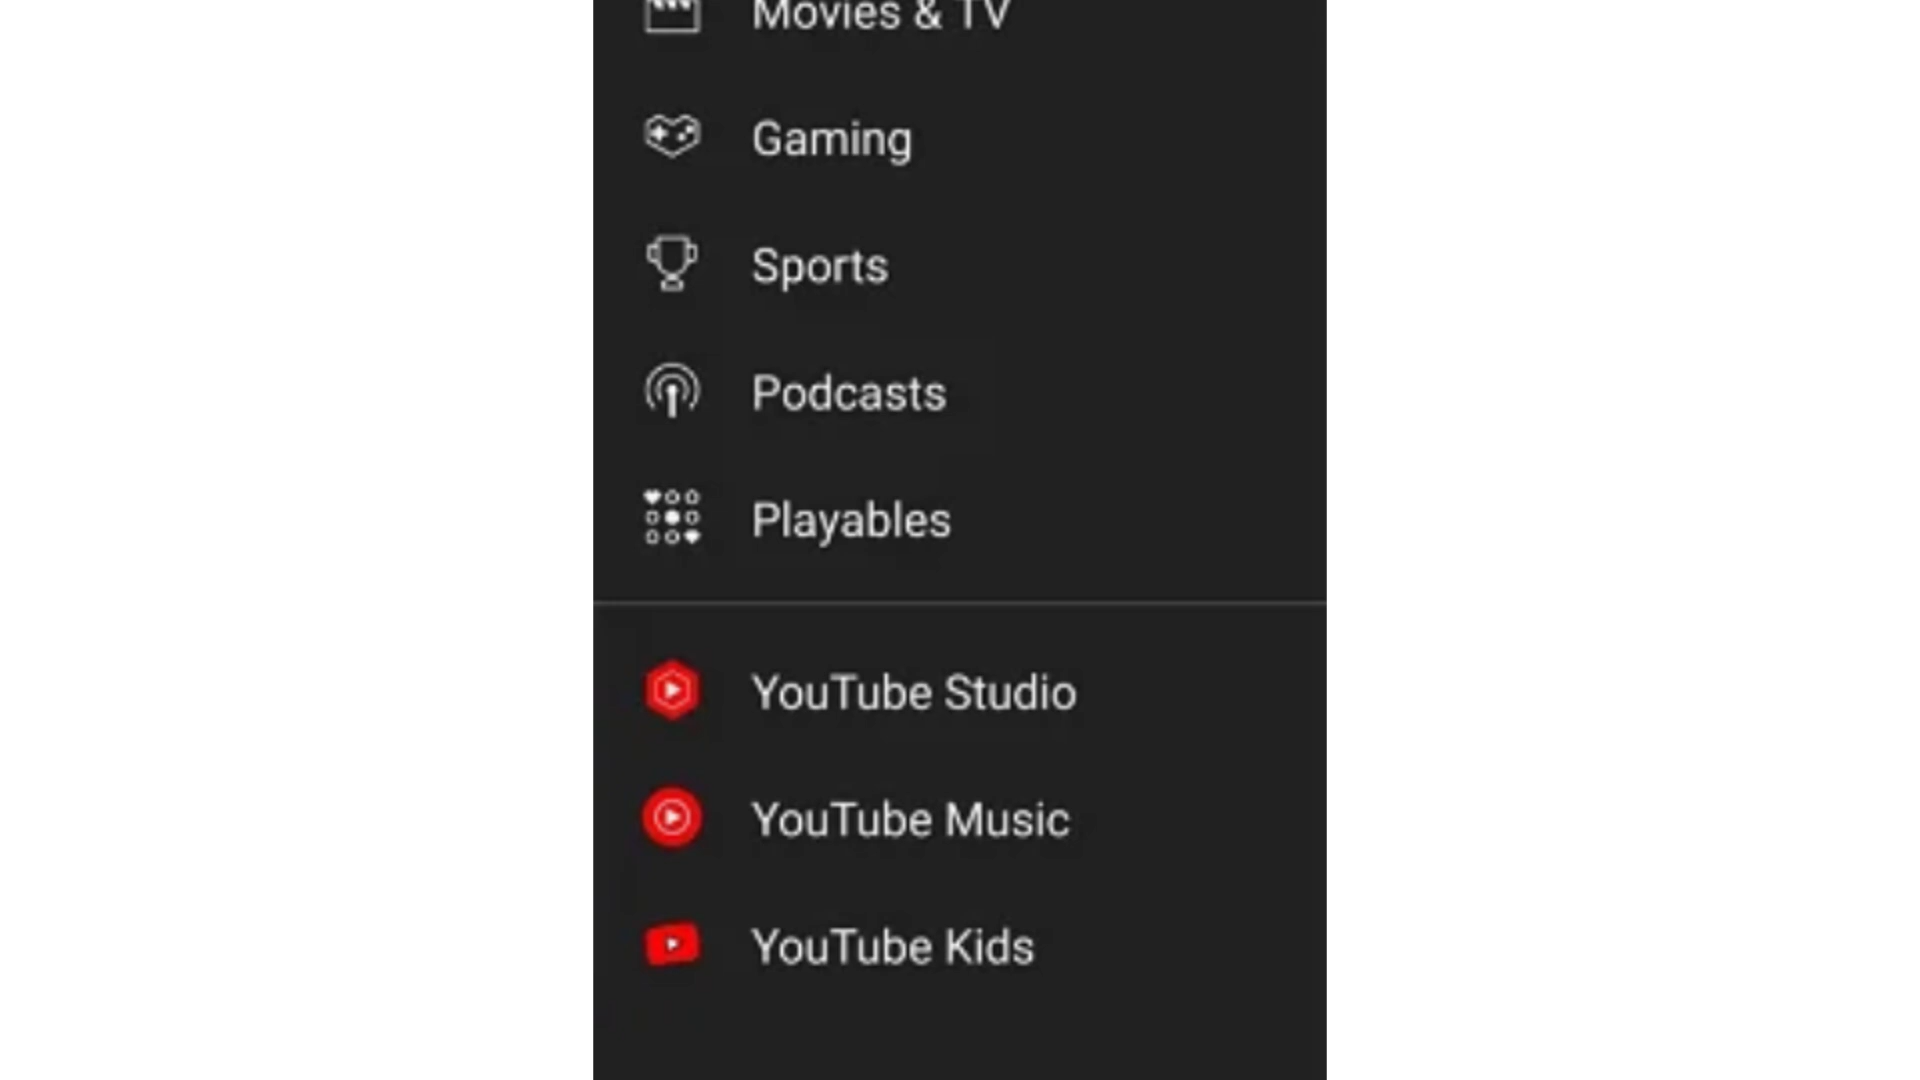 Movies & TV
Gaming
Sports
Podcasts
Playables
YouTube Studio
YouTube Music
YouTube Kids